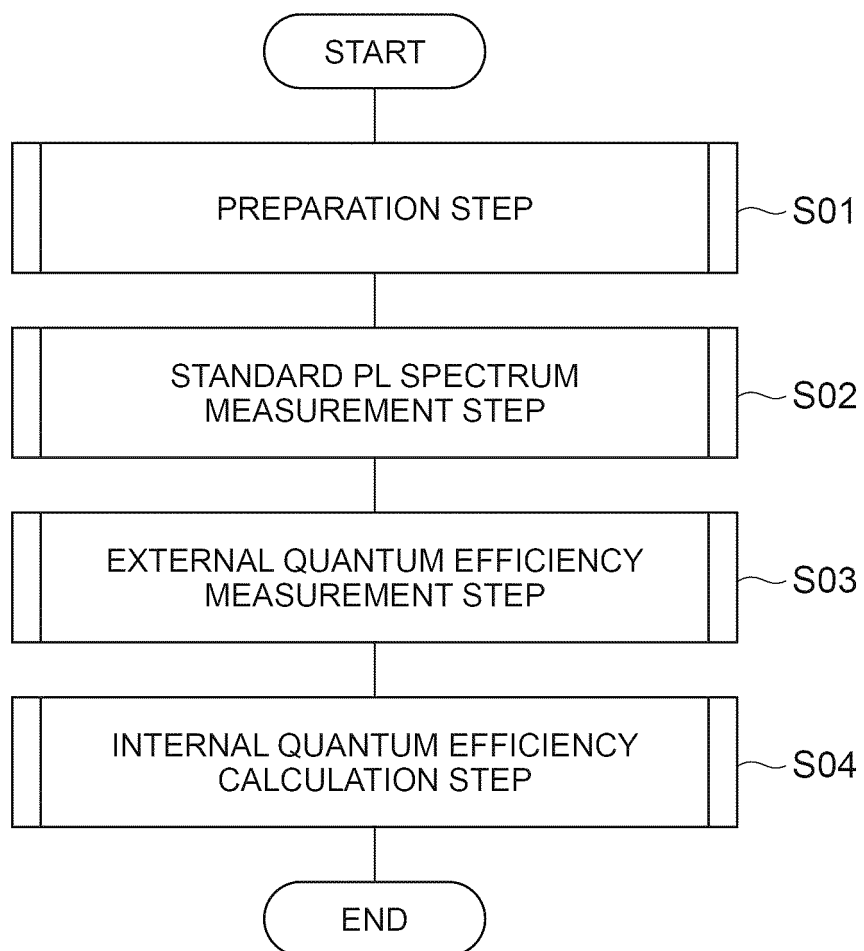 START
PREPARATION STEP
S01
STANDARD PL SPECTRUM
MEASUREMENT STEP
S02
EXTERNAL QUANTUM EFFICIENCY
MEASUREMENT STEP
S03
INTERNAL QUANTUM EFFICIENCY
CALCULATION STEP
S04
END